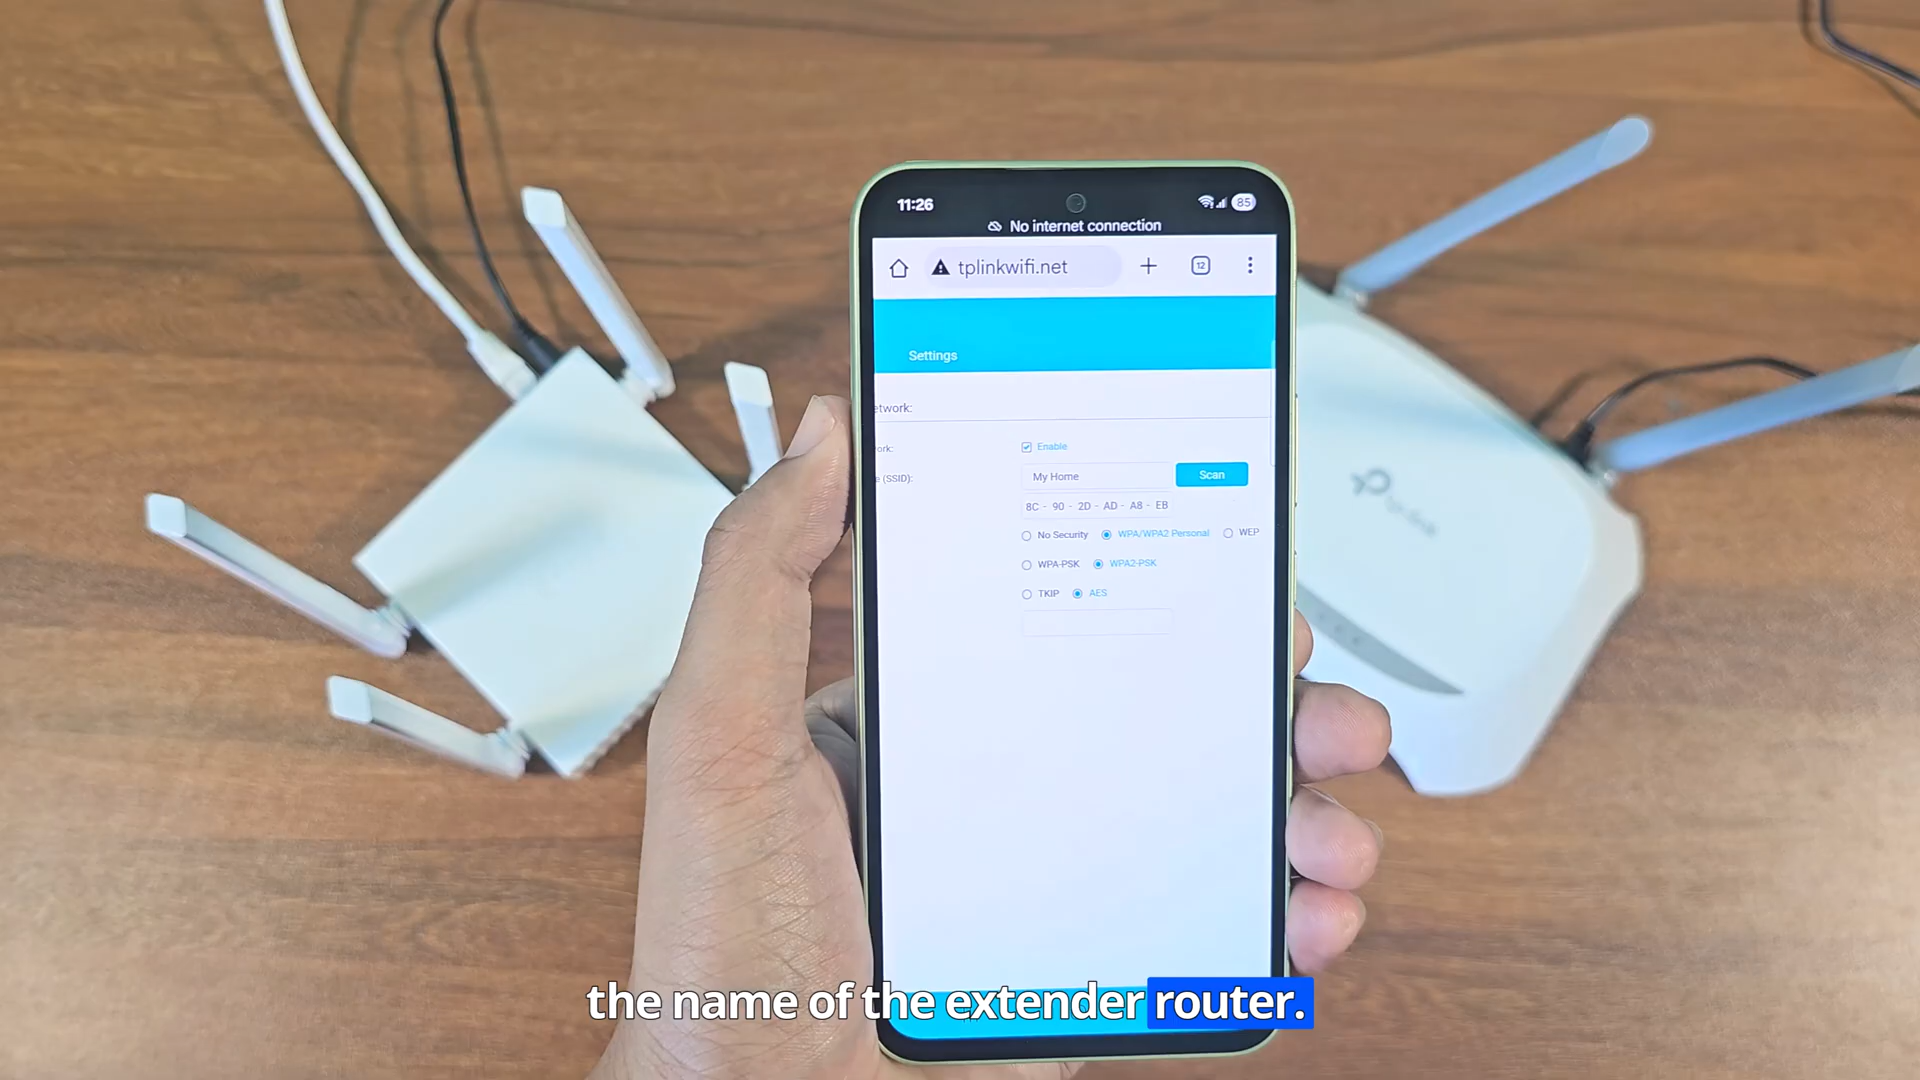 11:26
85
No internet connection
tplinkwifi.net
12
Settings
etwork:
ork:
Enable
e (SSID):
My Home
Scan
8C - 90 - 2D - AD - A8 - EB
No Security
WPA/WPA2 Personal
WEP
WPA-PSK
WPA2-PSK
TKIP
AES
tp-link
the name of the extender router.